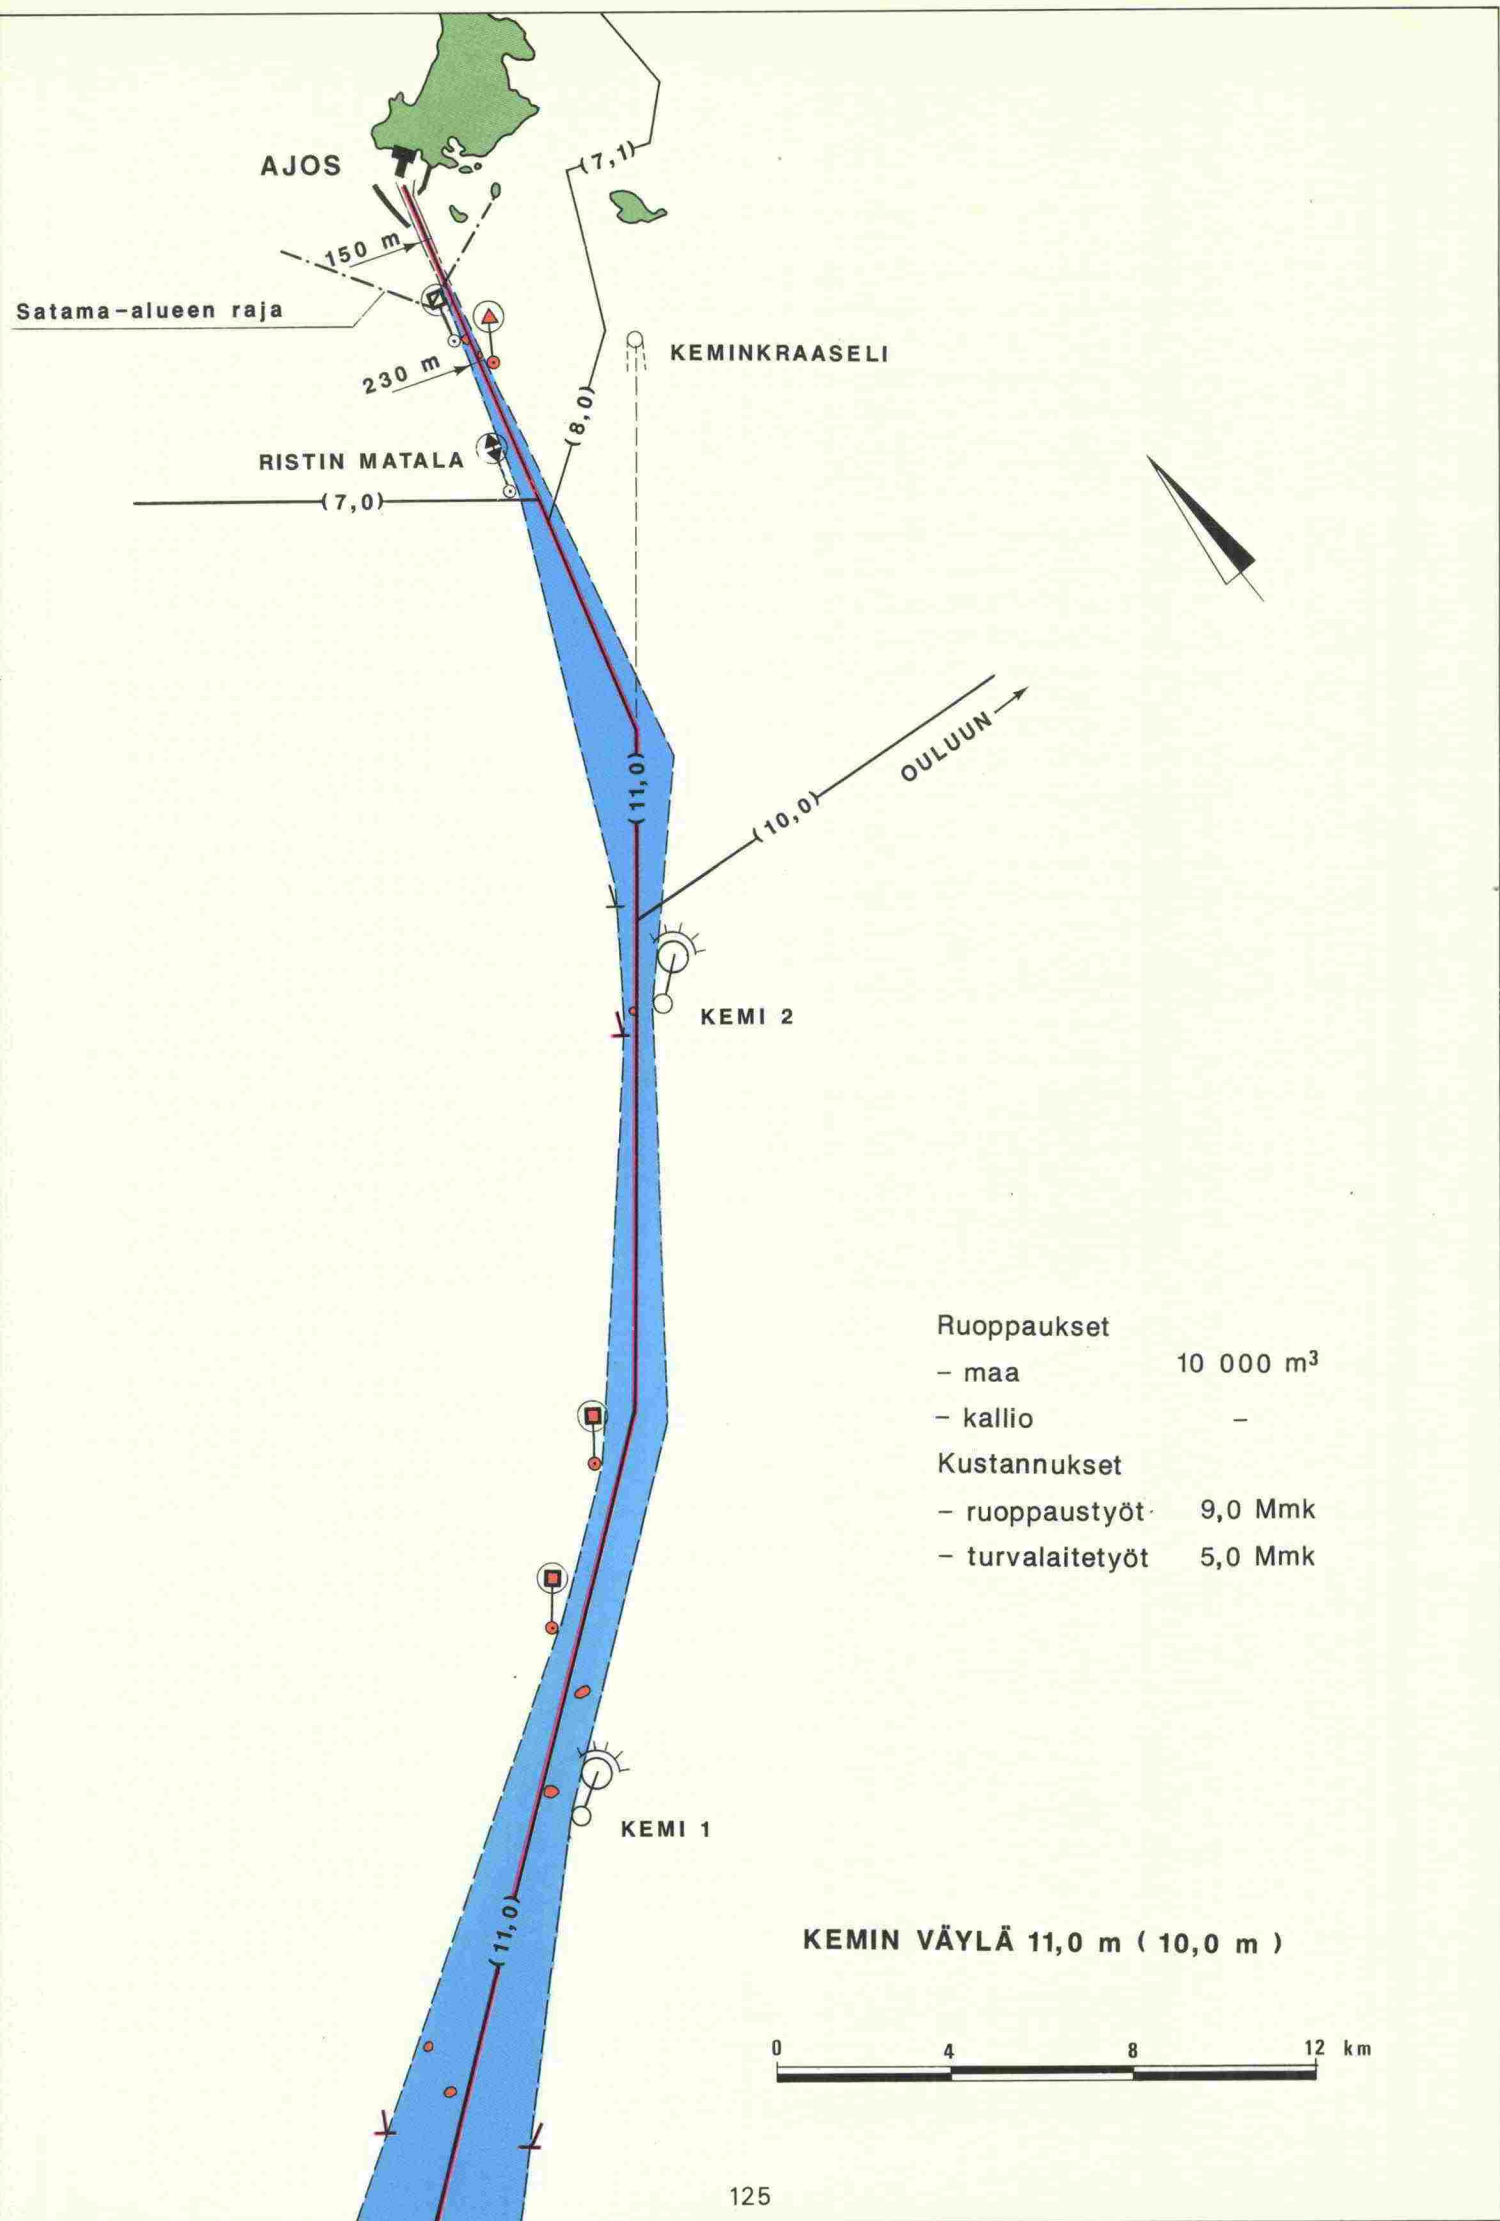 (7,1)
AJOS
150 m
Satama-alueen raja
KEMINKRAASELI
230 m
(8,0)
RISTIN MATALA
(7,0)
OULUUN
(11,0)
(10,0)
KEMI 2
Ruoppaukset
- maa 10 000 m³
- kallio -
Kustannukset
- ruoppaustyöt 9,0 Mmk
- turvalaitetyöt 5,0 Mmk
KEMI 1
(11,0)
KEMIN VÄYLÄ 11,0 m ( 10,0 m )
0 4 8 12 km
125